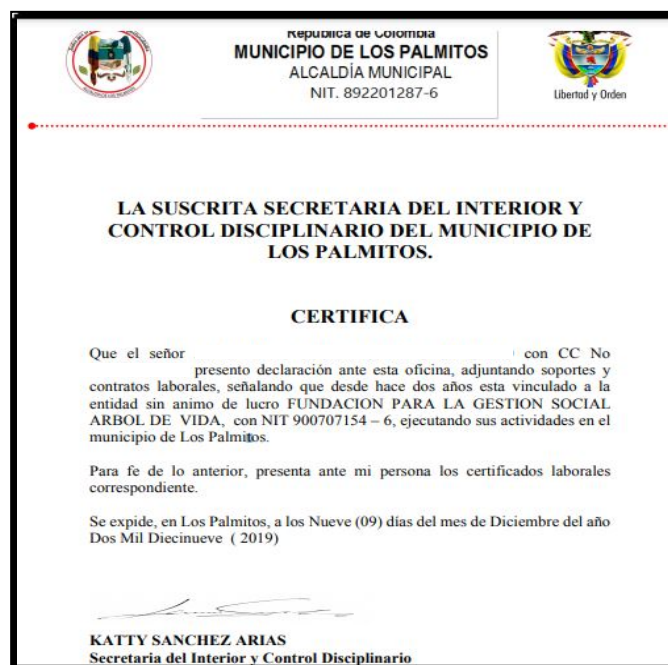 República de Colombia
MUNICIPIO DE LOS PALMITOS
ALCALDÍA MUNICIPAL
NIT. 892201287-6
Libertad y Orden
LA SUSCRITA SECRETARIA DEL INTERIOR Y
CONTROL DISCIPLINARIO DEL MUNICIPIO DE
LOS PALMITOS.
CERTIFICA
Que el señor con CC No
presento declaración ante esta oficina, adjuntando soportes y
contratos laborales, señalando que desde hace dos años esta vinculado a la
entidad sin animo de lucro FUNDACION PARA LA GESTION SOCIAL
ARBOL DE VIDA, con NIT 900707154 – 6, ejecutando sus actividades en el
municipio de Los Palmitos.
Para fe de lo anterior, presenta ante mi persona los certificados laborales
correspondiente.
Se expide, en Los Palmitos, a los Nueve (09) días del mes de Diciembre del año
Dos Mil Diecinueve ( 2019)
KATTY SANCHEZ ARIAS
Secretaria del Interior y Control Disciplinario